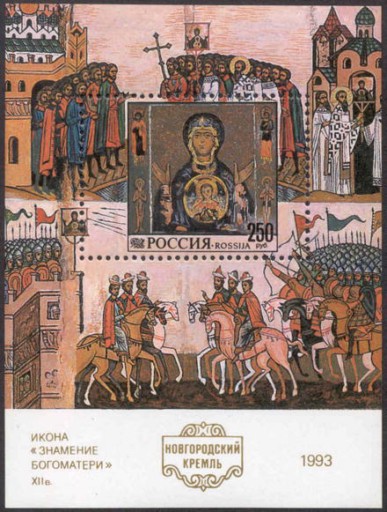 250
РОССИЯ •ROSSIJA руб.
ИКОНА
«ЗНАМЕНИЕ
БОГОМАТЕРИ»
XII в.
НОВГОРОДСКИЙ
КРЕМЛЬ
1993